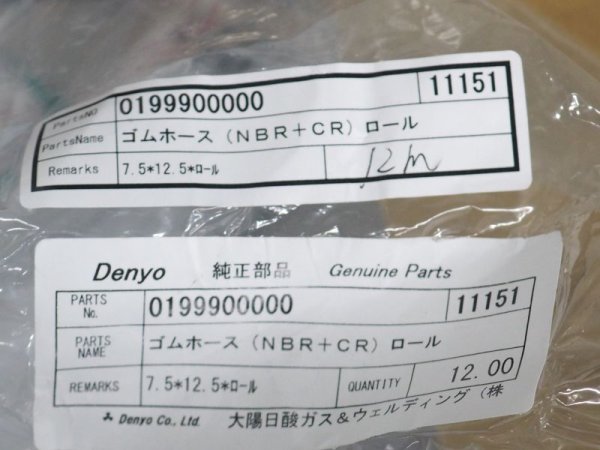 PartsNO 0199900000 11151
PartsName ゴムホース（NBR＋CR）ロール
Remarks 7.5*12.5*ﾛｰﾙ 12m
Denyo 純正部品 Genuine Parts
PARTS No. 0199900000 11151
PARTS NAME ゴムホース（NBR＋CR）ロール
REMARKS 7.5*12.5*ﾛｰﾙ QUANTITY 12.00
Denyo Co., Ltd. 大陽日酸ガス＆ウェルディング（株